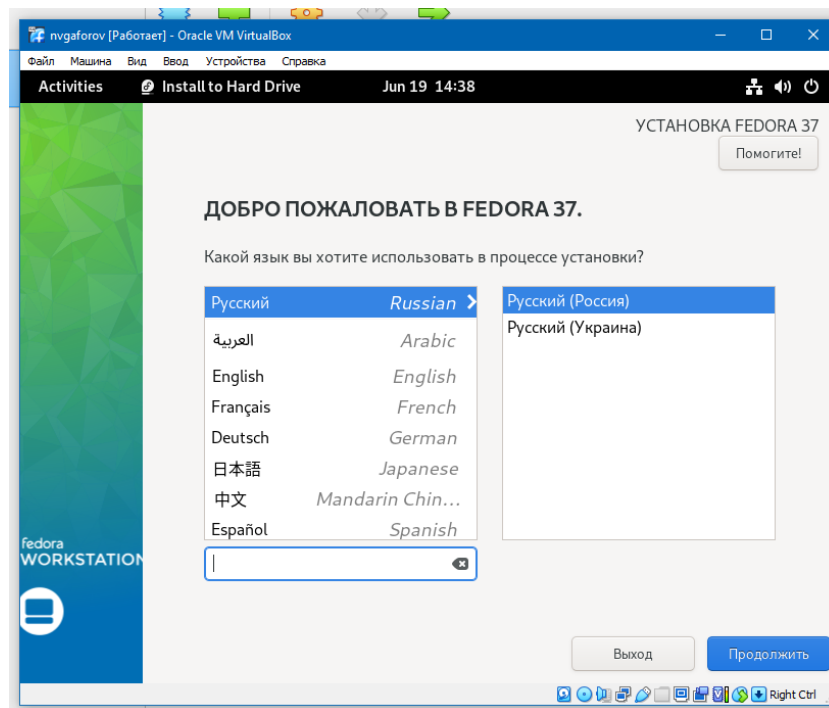 nvgaforov [Работает] - Oracle VM VirtualBox
Файл Машина Вид Ввод Устройства Справка
Activities Install to Hard Drive Jun 19 14:38
УСТАНОВКА FEDORA 37
Помогите!
ДОБРО ПОЖАЛОВАТЬ В FEDORA 37.
Какой язык вы хотите использовать в процессе установки?
Русский Russian
Русский (Россия)
Русский (Украина)
العربية Arabic
English English
Français French
Deutsch German
日本語 Japanese
中文 Mandarin Chin...
Español Spanish
fedora
WORKSTATION
Выход Продолжить
Right Ctrl